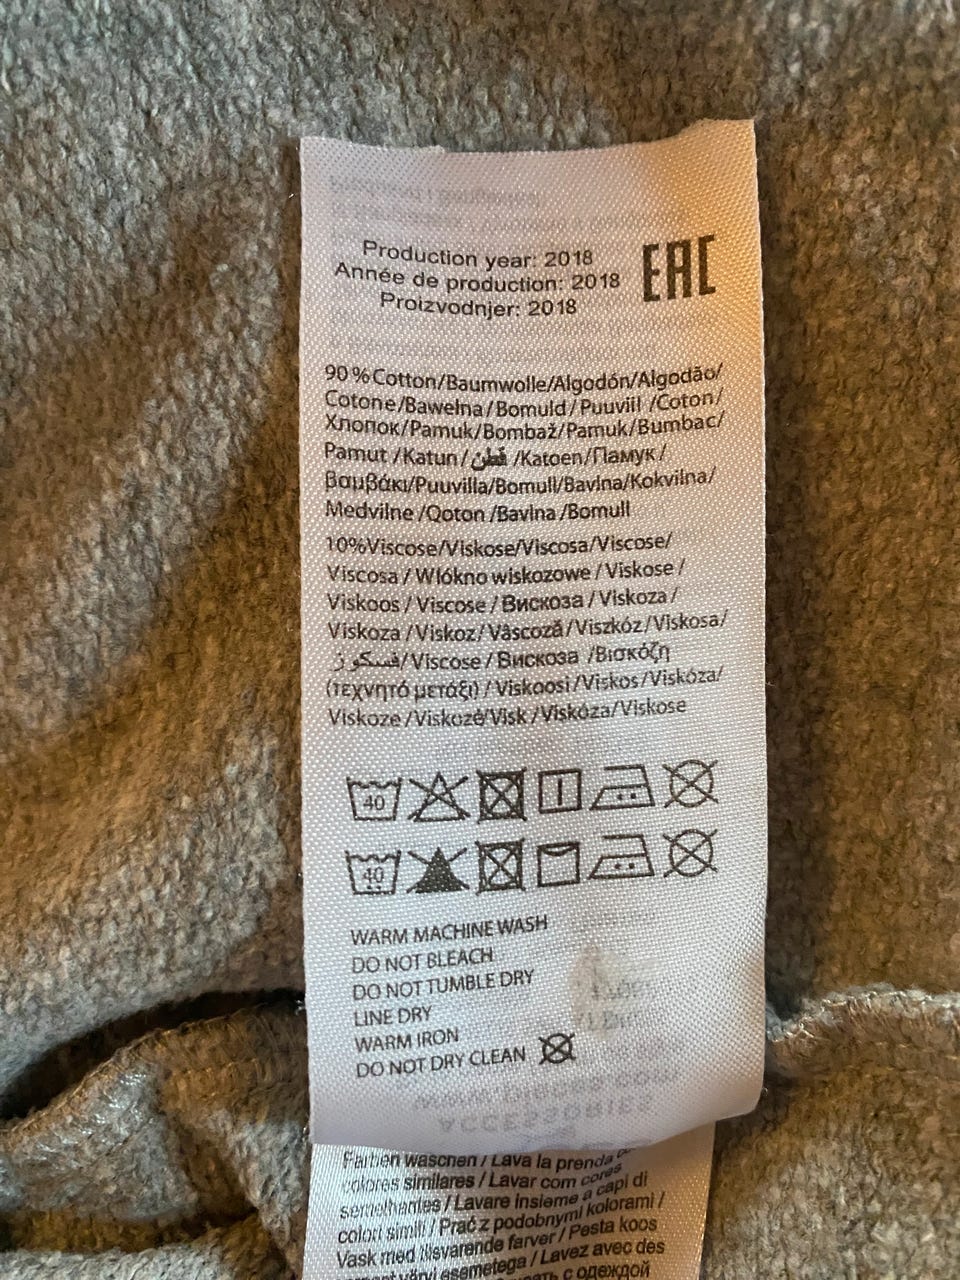 Production year: 2018
Année de production: 2018
Proizvodnjer: 2018
EAC
90 % Cotton/Baumwolle/Algodón/Algodão/
Cotone/Bawełna/Bomuld/Puuvill /Coton/
Хлопок/Pamuk/Bombaž/Pamuk/Bumbac/
Pamut /Katun/قطن /Katoen/Памук /
Βαμβάκι/Puuvilla/Bomull/Bavlna/Kokvilna/
Medvilne /Qoton /Bavlna /Bomull
10%Viscose/Viskose/Viscosa/Viscose/
Viscosa / Włókno wiskozowe / Viskose /
Viskoos / Viscose / Вискоза / Viskoza /
Viskoza /Viskoz/Vâscoză/Viszkóz/Viskosa/
فسكو ز/Viscose / Вискоза /Βισκόζη
(τεχνητό μετάξι) / Viskoosi /Viskos/Viskóza/
Viskoze /Viskozė/Visk /Viskóza/Viskose
40
40
WARM MACHINE WASH
DO NOT BLEACH
DO NOT TUMBLE DRY
LINE DRY
WARM IRON
DO NOT DRY CLEAN
Farben waschen / Lava la prenda
colores similares / Lavar com cores
semelhantes / Lavare insieme a capi di
colori simili / Prać z podobnymi kolorami /
Vask med tilsvarende farver / Pesta koos
värvi esemetega / Lavez avec des
с одеждой